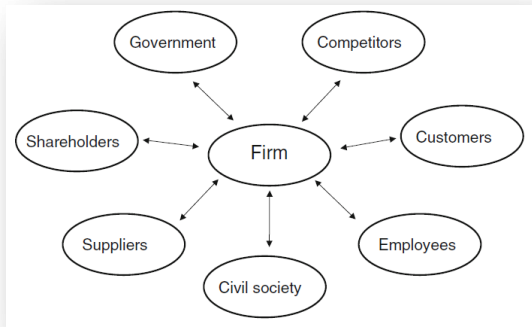 Government
Competitors
Shareholders
Firm
Customers
Suppliers
Employees
Civil society